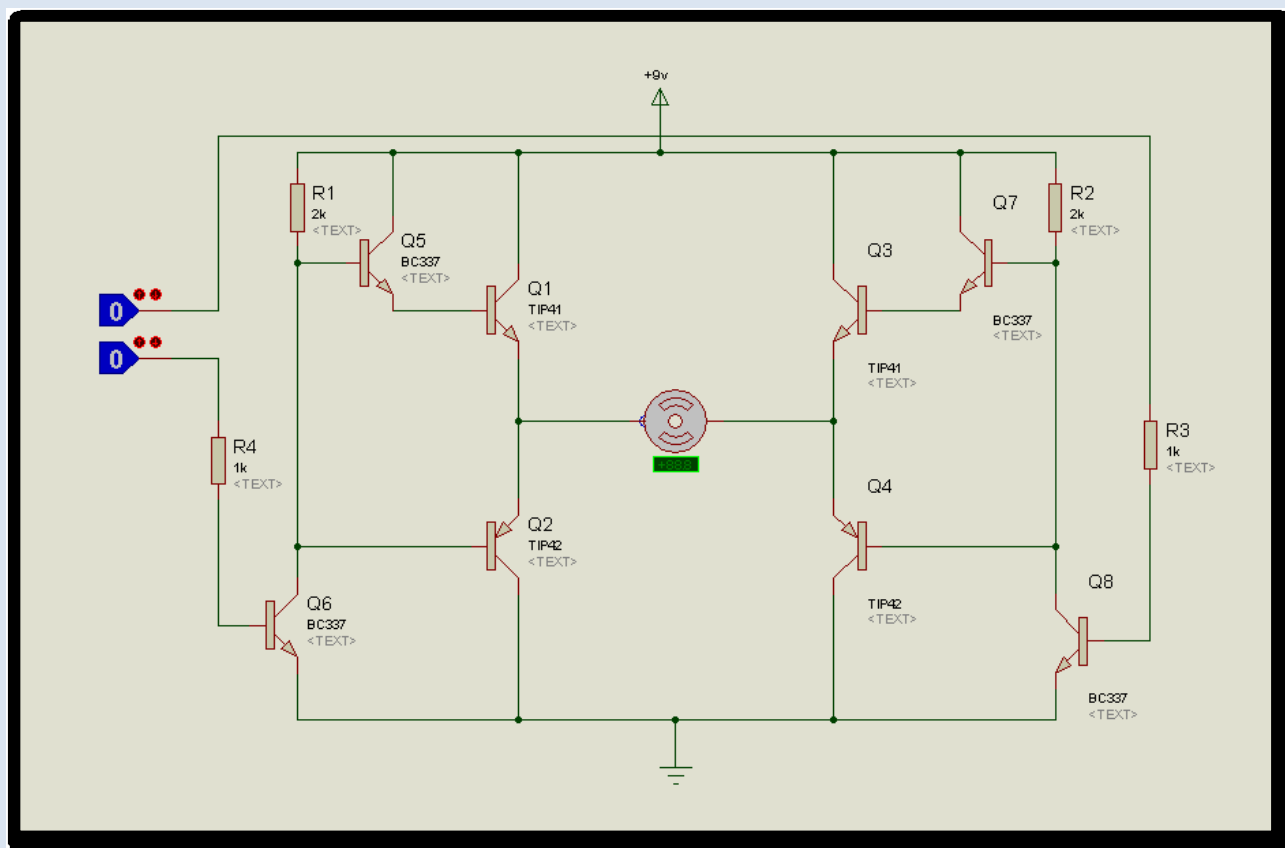 +9v
R1
2k
<TEXT>
Q5
BC337
<TEXT>
Q1
TIP41
<TEXT>
Q7
R2
2k
<TEXT>
Q3
BC337
<TEXT>
TIP41
<TEXT>
0
0
R4
1k
<TEXT>
R3
1k
<TEXT>
Q2
TIP42
<TEXT>
Q4
TIP42
<TEXT>
Q6
BC337
<TEXT>
Q8
BC337
<TEXT>